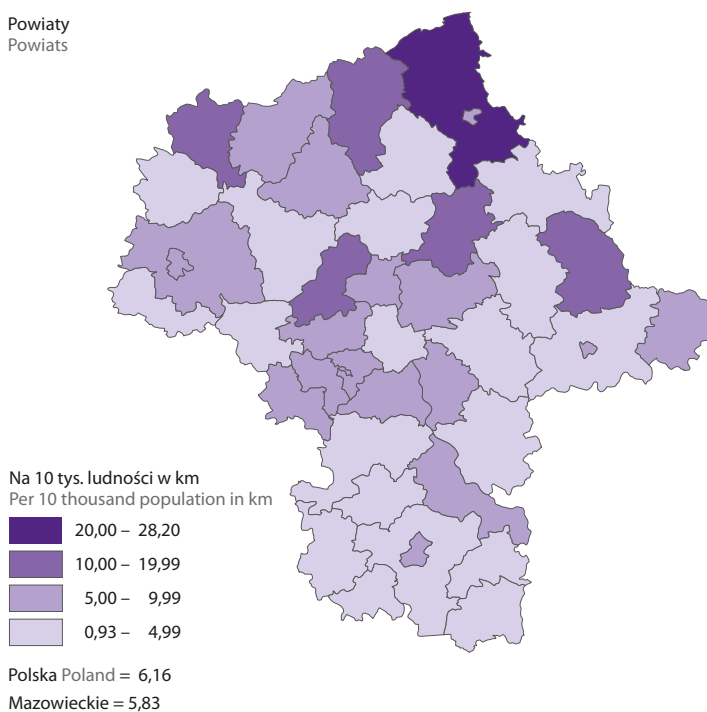 Powiaty
Powiats
Na 10 tys. ludności w km
Per 10 thousand population in km
20,00 – 28,20
10,00 – 19,99
5,00 – 9,99
0,93 – 4,99
Polska Poland = 6,16
Mazowieckie = 5,83